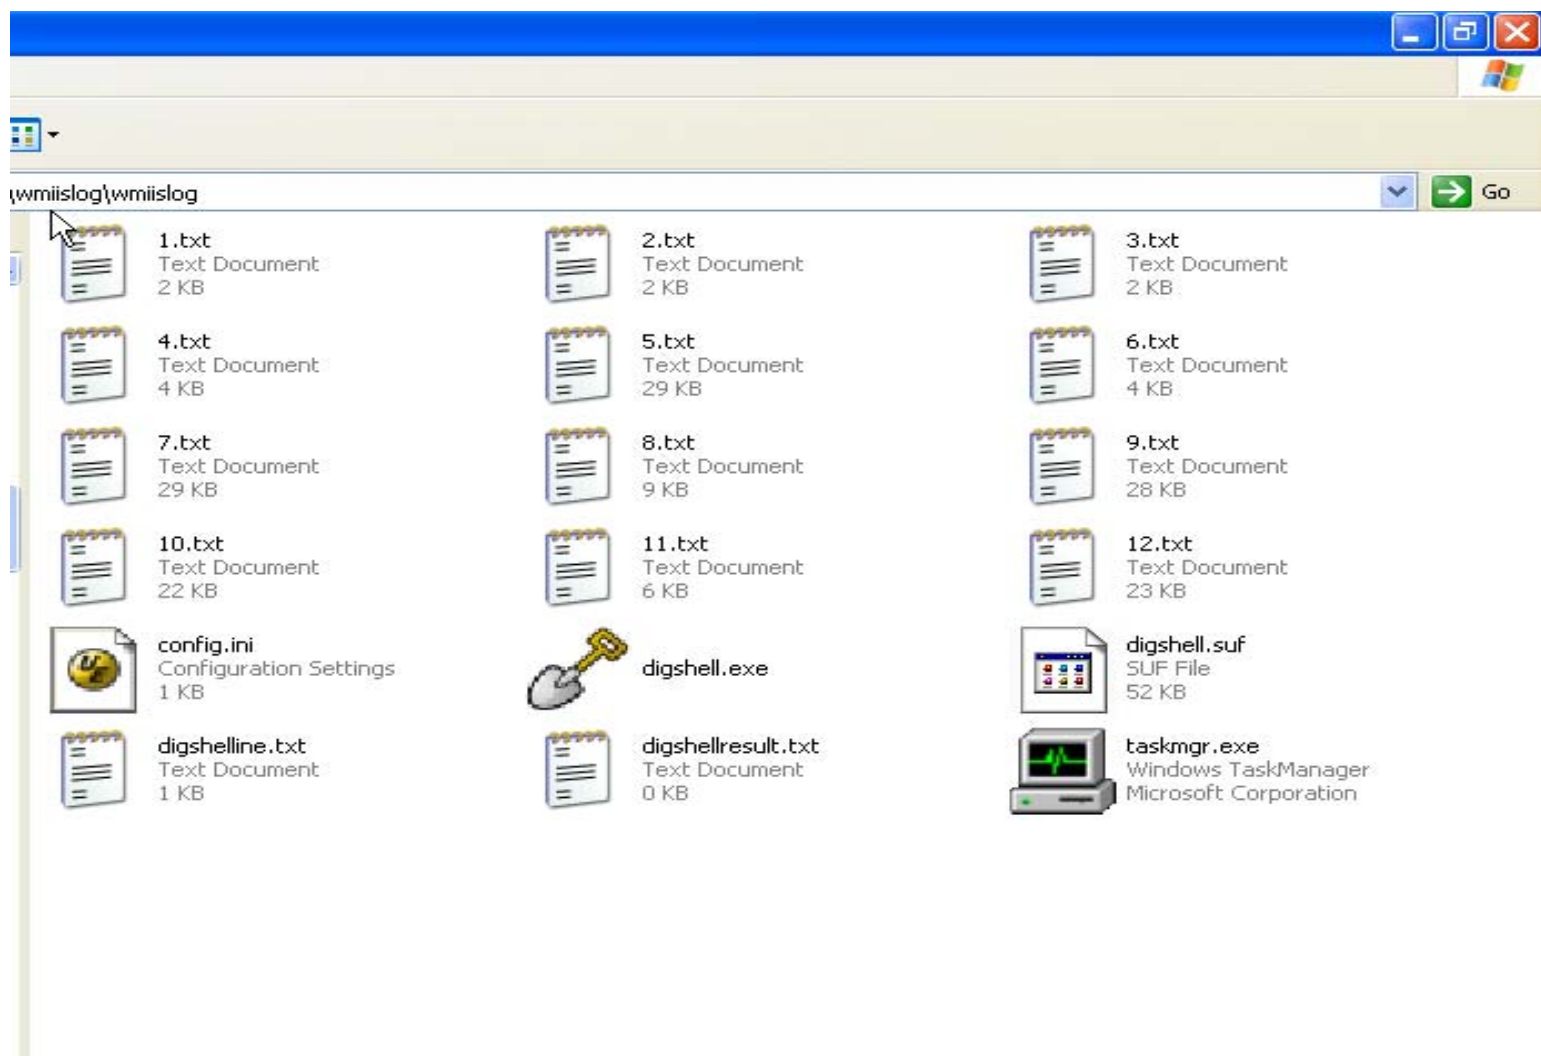 \wmiislog\wmiislog
Go
1.txt
Text Document
2 KB
2.txt
Text Document
2 KB
3.txt
Text Document
2 KB
4.txt
Text Document
4 KB
5.txt
Text Document
29 KB
6.txt
Text Document
4 KB
7.txt
Text Document
29 KB
8.txt
Text Document
9 KB
9.txt
Text Document
28 KB
10.txt
Text Document
22 KB
11.txt
Text Document
6 KB
12.txt
Text Document
23 KB
config.ini
Configuration Settings
1 KB
digshell.exe
digshell.suf
SUF File
52 KB
digshelline.txt
Text Document
1 KB
digshellresult.txt
Text Document
0 KB
taskmgr.exe
Windows TaskManager
Microsoft Corporation